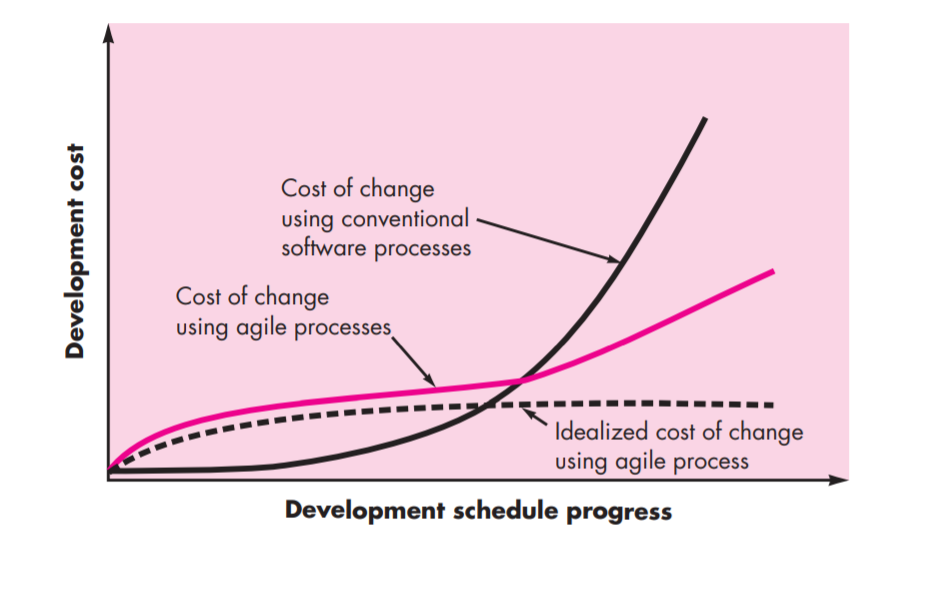 Development cost
Cost of change
using conventional
software processes
Cost of change
using agile processes
Idealized cost of change
using agile process
Development schedule progress